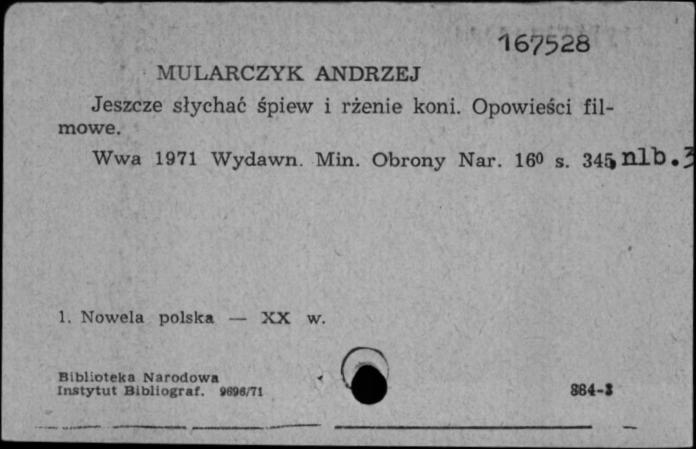 167528
MULARCZYK ANDRZEJ
Jeszcze słychać śpiew i rżenie koni. Opowieści fil-
mowe.
Wwa 1971 Wydawn. Min. Obrony Nar. 16⁰ s. 345, nlb. 3
1. Nowela polska — XX w.
Biblioteka Narodowa
Instytut Bibliograf. 9696/71
884-3